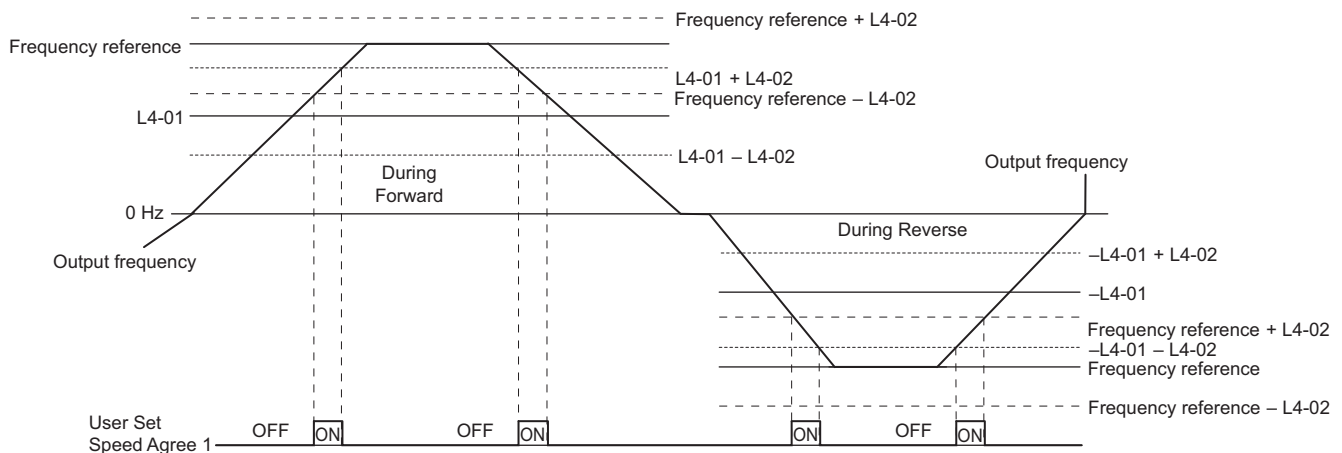 Frequency reference + L4-02
Frequency reference
L4-01 + L4-02
Frequency reference – L4-02
L4-01
L4-01 – L4-02
During
Forward
Output frequency
0 Hz
During Reverse
Output frequency
–L4-01 + L4-02
–L4-01
Frequency reference + L4-02
–L4-01 – L4-02
Frequency reference
Frequency reference – L4-02
User Set
Speed Agree 1
OFF ON OFF ON ON OFF ON